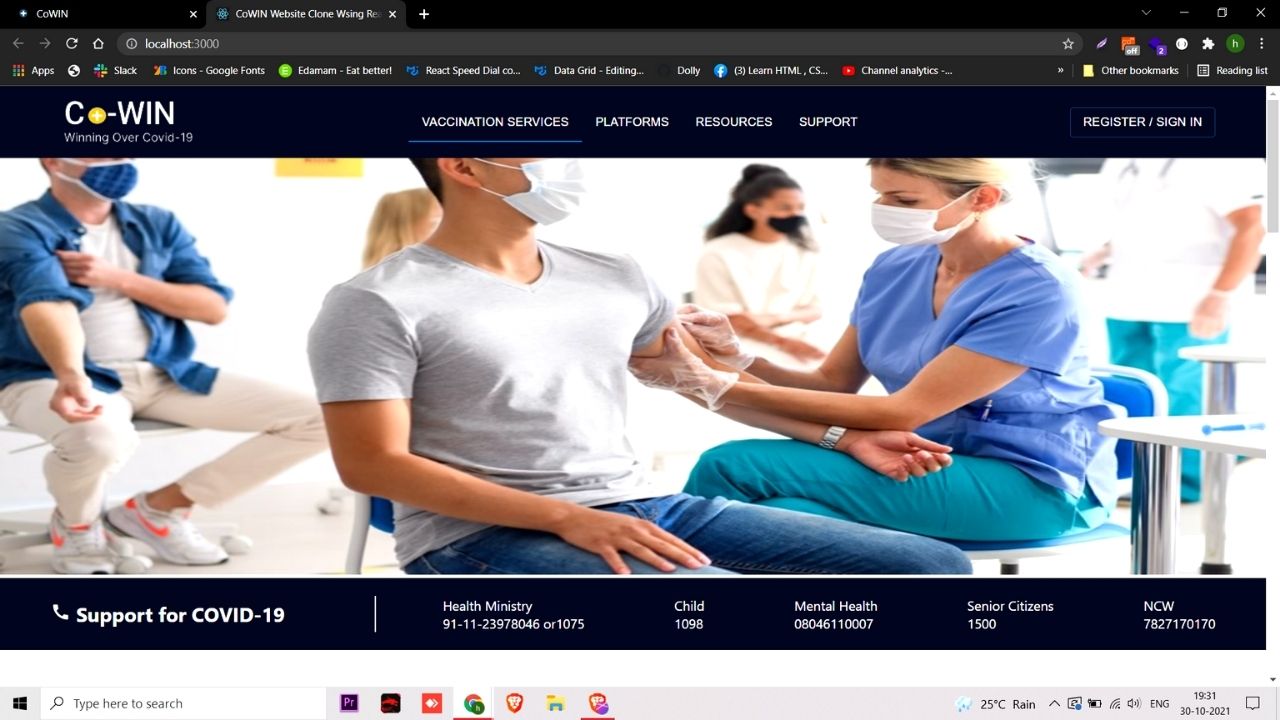 CoWIN
CoWIN Website Clone Wsing Rea
localhost:3000
off
2
h
Apps
Slack
Icons - Google Fonts
Edamam - Eat better!
React Speed Dial co...
Data Grid - Editing...
Dolly
(3) Learn HTML , CS...
Channel analytics -...
»
Other bookmarks
Reading list
Co-WIN
Winning Over Covid-19
VACCINATION SERVICES
PLATFORMS
RESOURCES
SUPPORT
REGISTER / SIGN IN
Support for COVID-19
Health Ministry
91-11-23978046 or1075
Child
1098
Mental Health
08046110007
Senior Citizens
1500
NCW
7827170170
Type here to search
Pr
h
25°C Rain
ENG
19:31
30-10-2021